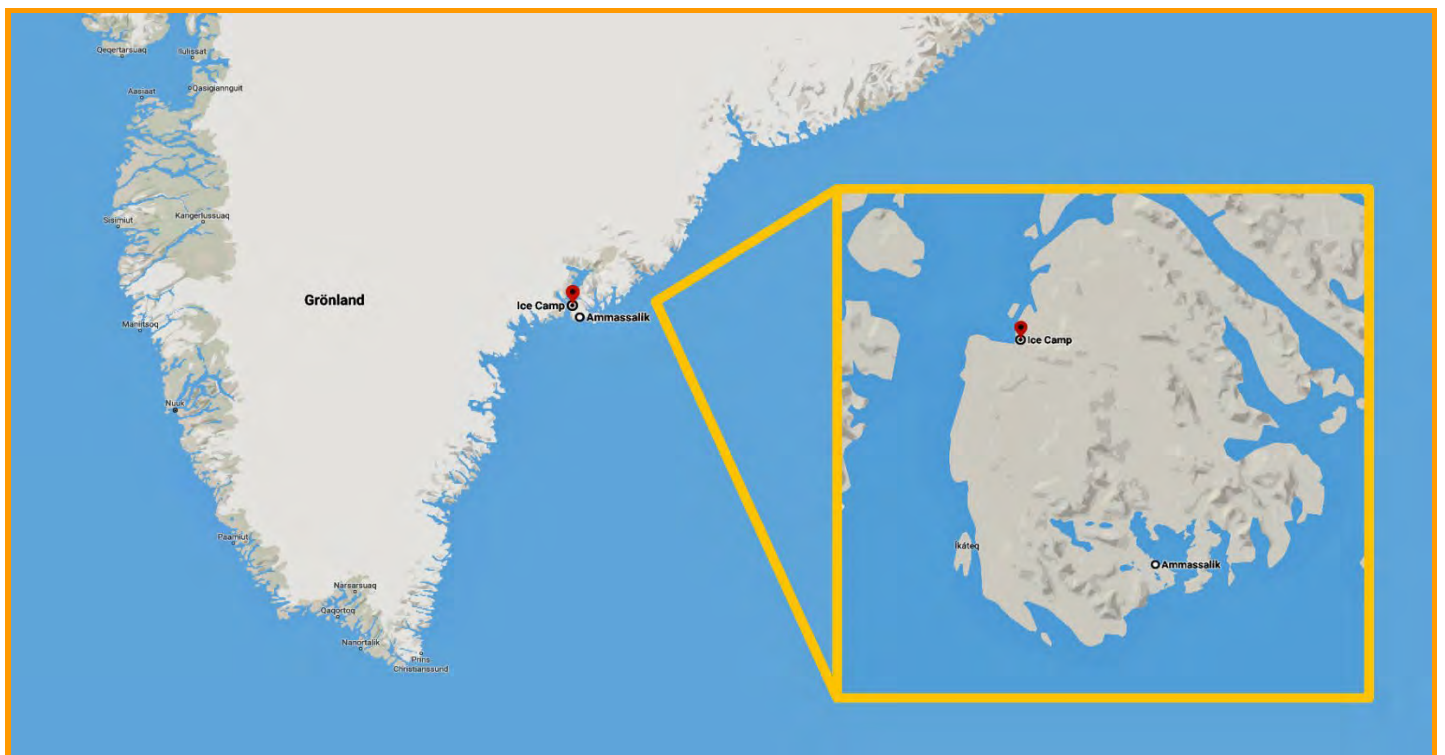 Qeqertarsuaq
Ilulissat
Aasiaat
Qasigiannguit
Sisimiut
Kangerlussuaq
Grönland
Ice Camp
Ammassalik
Maniitsoq
Nuuk
Paamiut
Narsarsuaq
Qaqortoq
Nanortalik
Prins
Christianssund
Ice Camp
Ikáteq
Ammassalik